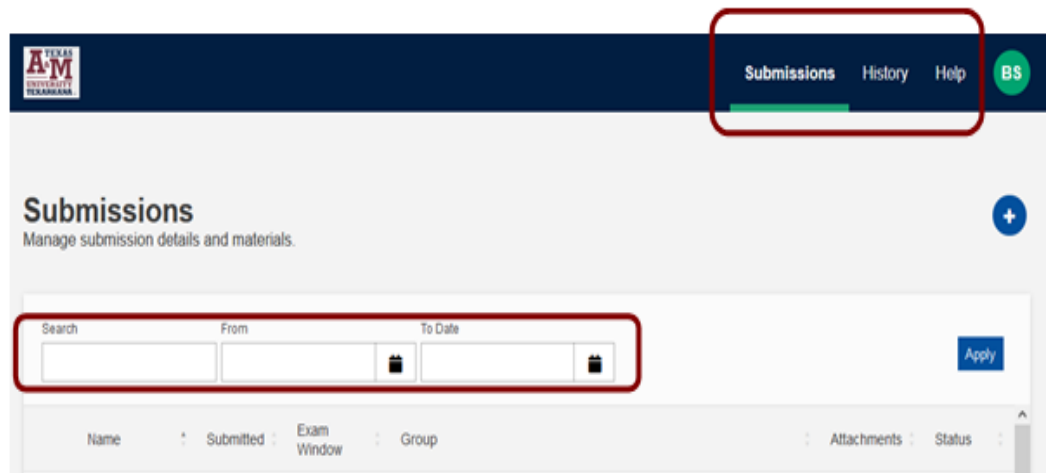 TEXAS
A&M
UNIVERSITY
TEXARKANA
Submissions History Help BS
Submissions
Manage submission details and materials.
Search From To Date
Apply
Name Submitted Exam Window Group Attachments Status